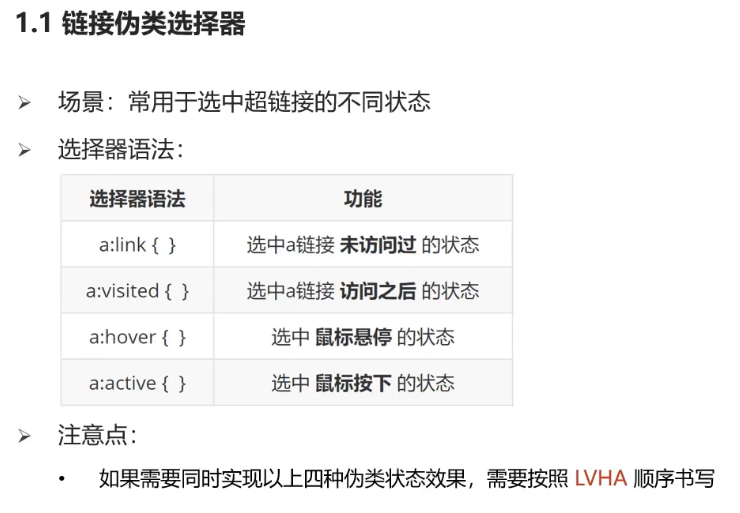 1.1 链接伪类选择器
➢ 场景：常用于选中超链接的不同状态
➢ 选择器语法：
选择器语法 功能
a:link { } 选中a链接 未访问过 的状态
a:visited { } 选中a链接 访问之后 的状态
a:hover { } 选中 鼠标悬停 的状态
a:active { } 选中 鼠标按下 的状态
➢ 注意点：
• 如果需要同时实现以上四种伪类状态效果，需要按照 LVHA 顺序书写